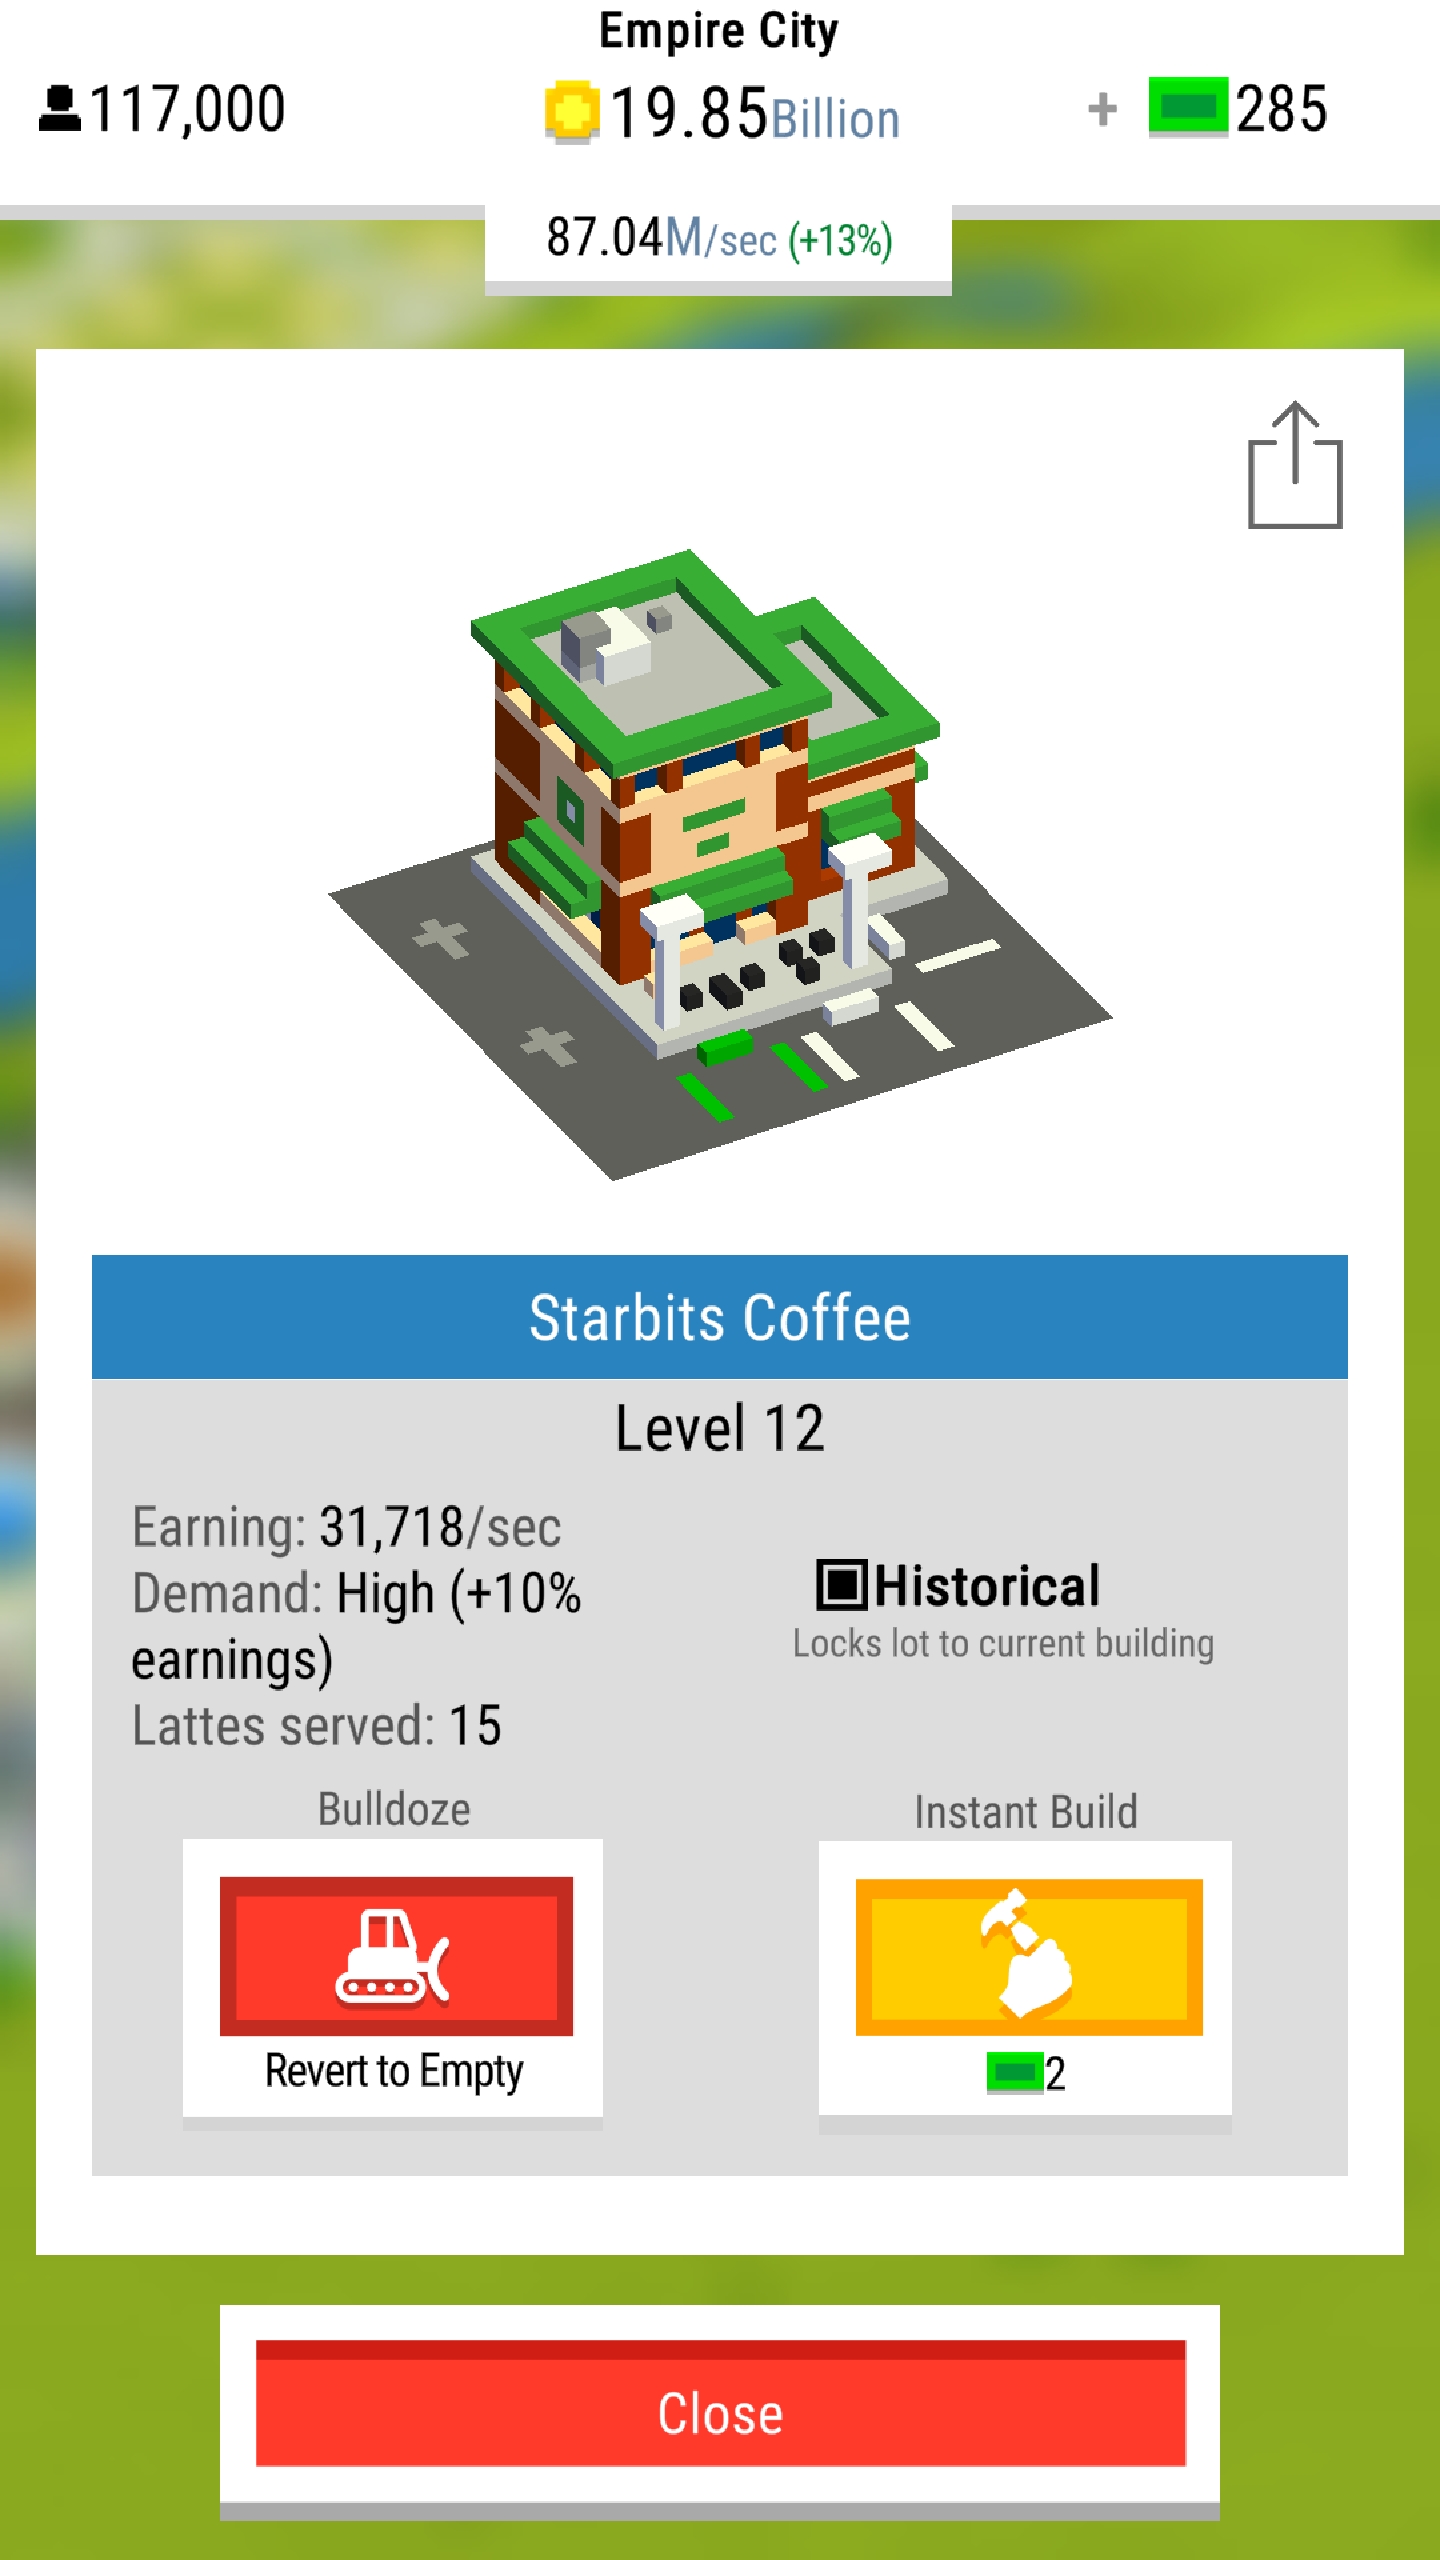 Empire City
117,000
19.85Billion
+ 285
87.04M/sec (+13%)
Starbits Coffee
Level 12
Earning: 31,718/sec
Demand: High (+10%
earnings)
Lattes served: 15
Historical
Locks lot to current building
Bulldoze
Revert to Empty
Instant Build
2
Close